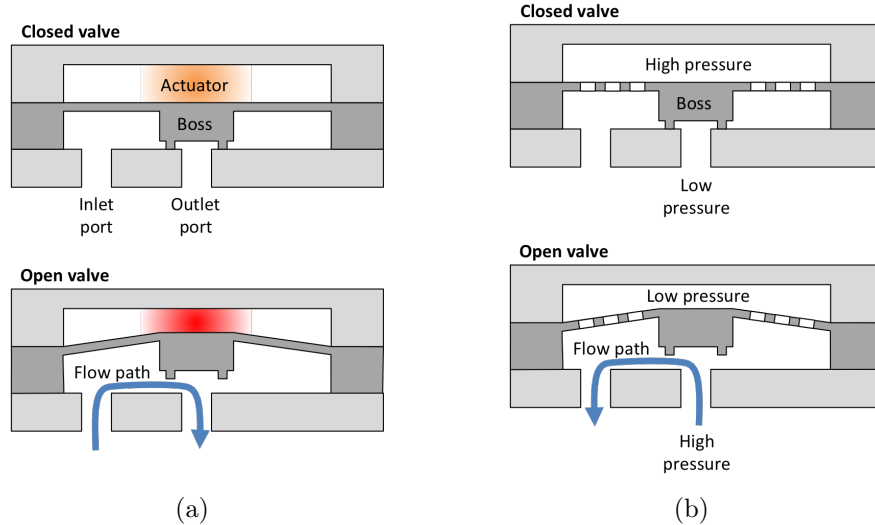 Closed valve
Actuator
Boss
Inlet
port
Outlet
port
Open valve
Flow path
(a)
Closed valve
High pressure
Boss
Low
pressure
Open valve
Low pressure
Flow path
High
pressure
(b)